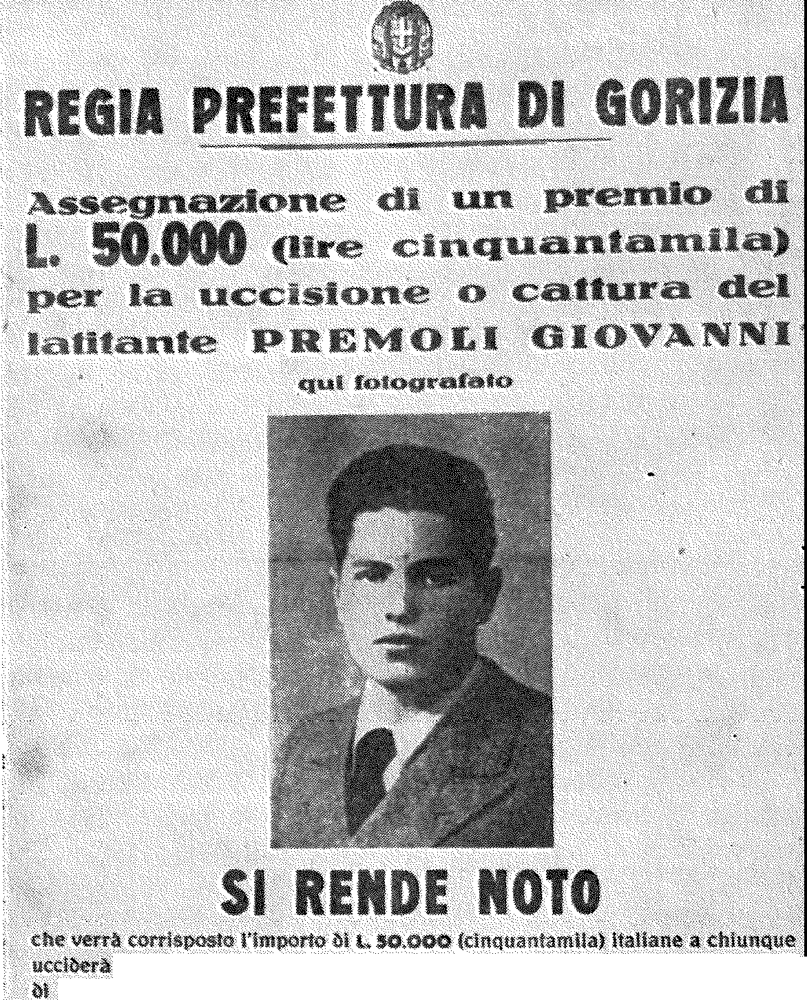 REGIA PREFETTURA DI GORIZIA
Assegnazione di un premio di
L. 50.000 (lire cinquantamila)
per la uccisione o cattura del
latitante PREMOLI GIOVANNI
qui fotografato
SI RENDE NOTO
che verrà corrisposto l'importo di L. 50.000 (cinquantamila) italiane a chiunque
ucciderà
di